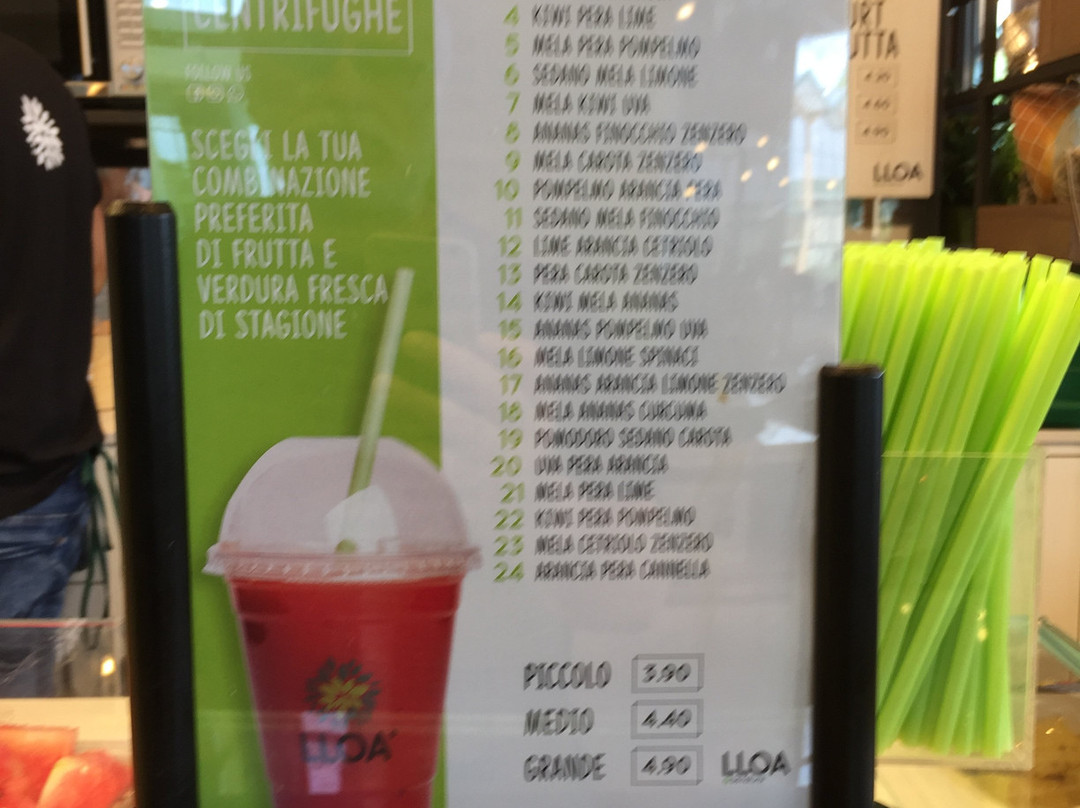 CENTRIFUGHE
FOLLOW US
SCEGLI LA TUA
COMBINAZIONE
PREFERITA
DI FRUTTA E
VERDURA FRESCA
DI STAGIONE
4 KIWI PERA LIME
5 MELA PERA POMPELMO
6 SEDANO MELA LIMONE
7 MELA KIWI UVA
8 ANANAS FINOCCHIO ZENZERO
9 MELA CAROTA ZENZERO
10 POMPELMO ARANCIA PERA
11 SEDANO MELA FINOCCHIO
12 LIME ARANCIA CETRIOLO
13 PERA CAROTA ZENZERO
14 KIWI MELA ANANAS
15 ANANAS POMPELMO UVA
16 MELA LIMONE SPINACI
17 ANANAS ARANCIA LIMONE ZENZERO
18 MELA ANANAS CURCUMA
19 POMODORO SEDANO CAROTA
20 UVA PERA ARANCIA
21 MELA PERA LIME
22 KIWI PERA POMPELMO
23 MELA CETRIOLO ZENZERO
24 ARANCIA PERA CANNELLA
PICCOLO 3.90
MEDIO 4.40
GRANDE 4.90
LLOA
LLOA
URT
UTTA
LLOA